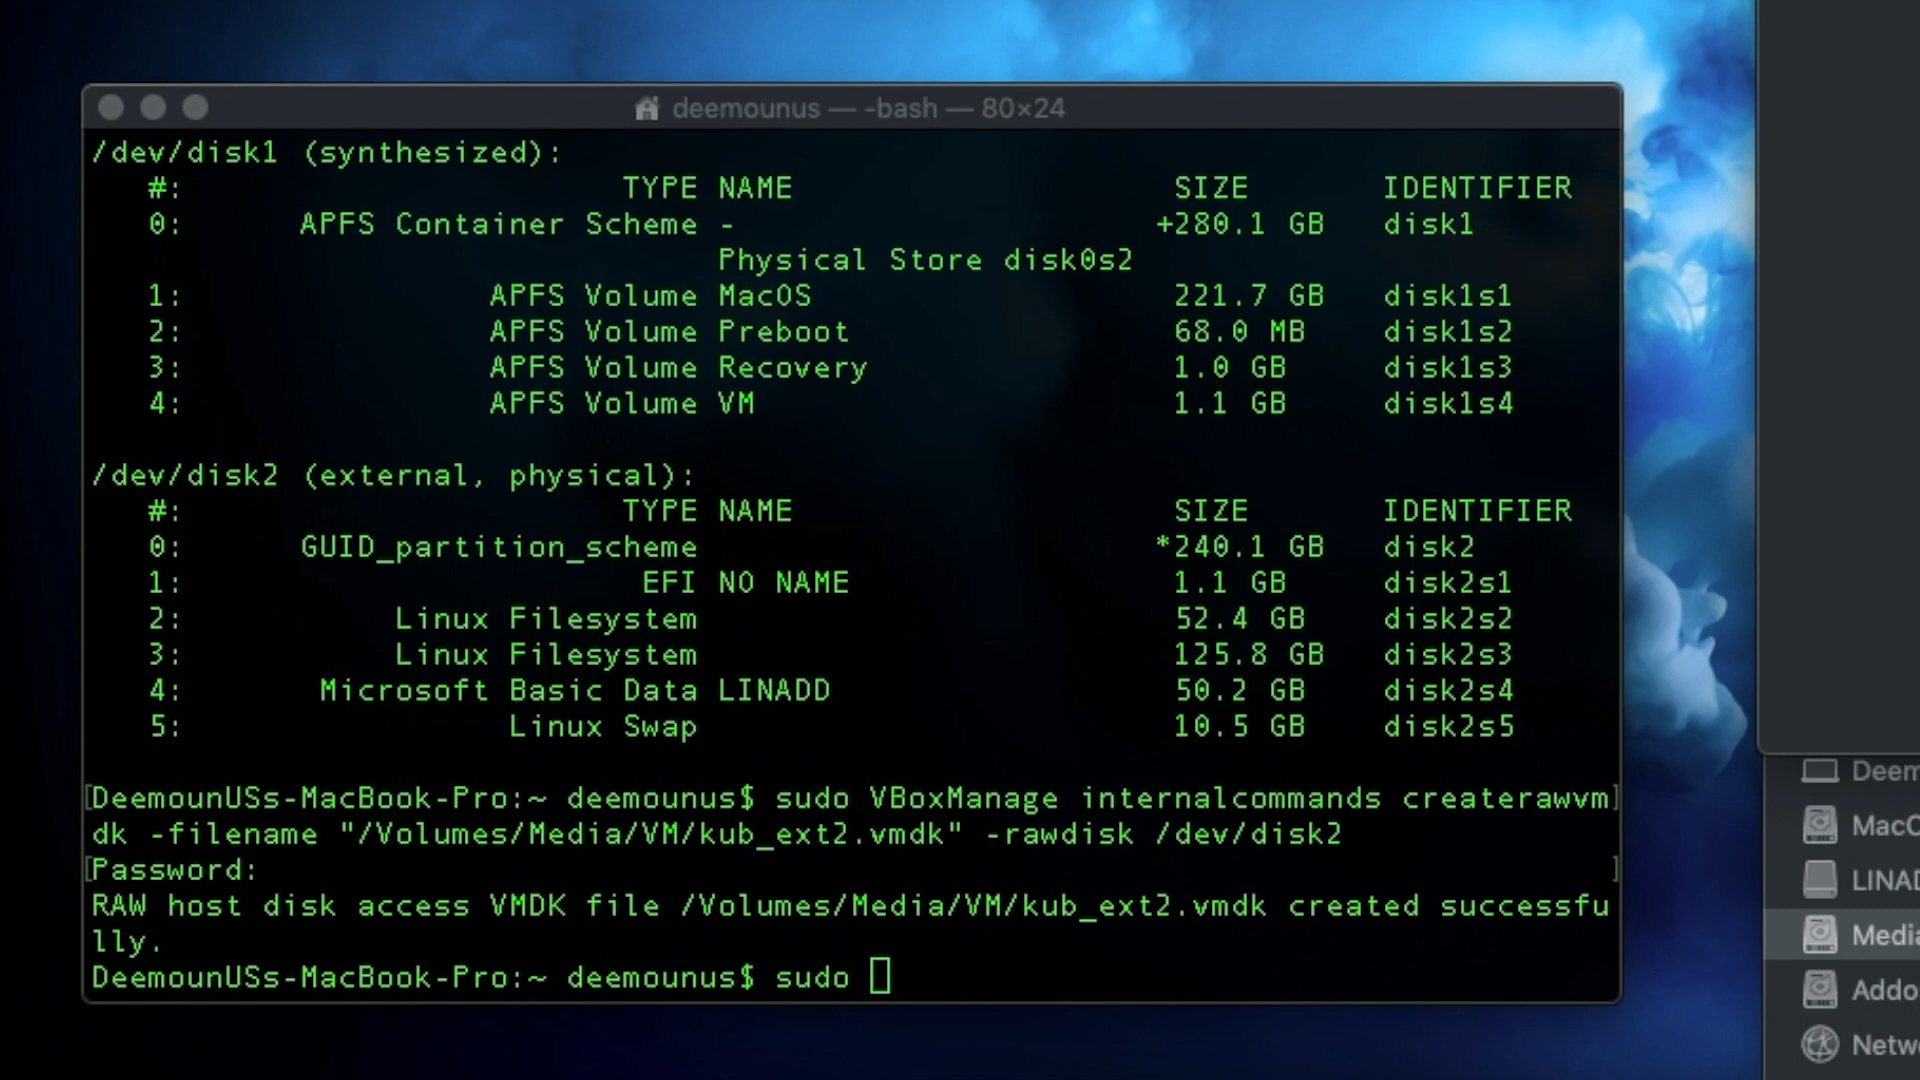 deemounus — -bash — 80×24
/dev/disk1 (synthesized):
#: TYPE NAME SIZE IDENTIFIER
0: APFS Container Scheme - +280.1 GB disk1
Physical Store disk0s2
1: APFS Volume MacOS 221.7 GB disk1s1
2: APFS Volume Preboot 68.0 MB disk1s2
3: APFS Volume Recovery 1.0 GB disk1s3
4: APFS Volume VM 1.1 GB disk1s4
/dev/disk2 (external, physical):
#: TYPE NAME SIZE IDENTIFIER
0: GUID_partition_scheme *240.1 GB disk2
1: EFI NO NAME 1.1 GB disk2s1
2: Linux Filesystem 52.4 GB disk2s2
3: Linux Filesystem 125.8 GB disk2s3
4: Microsoft Basic Data LINADD 50.2 GB disk2s4
5: Linux Swap 10.5 GB disk2s5
[DeemounUSs-MacBook-Pro:~ deemounus$ sudo VBoxManage internalcommands createrawvm]
dk -filename "/Volumes/Media/VM/kub_ext2.vmdk" -rawdisk /dev/disk2
[Password: ]
RAW host disk access VMDK file /Volumes/Media/VM/kub_ext2.vmdk created successfu
lly.
DeemounUSs-MacBook-Pro:~ deemounus$ sudo
Deem
MacO
LINAD
Media
Addo
Netw